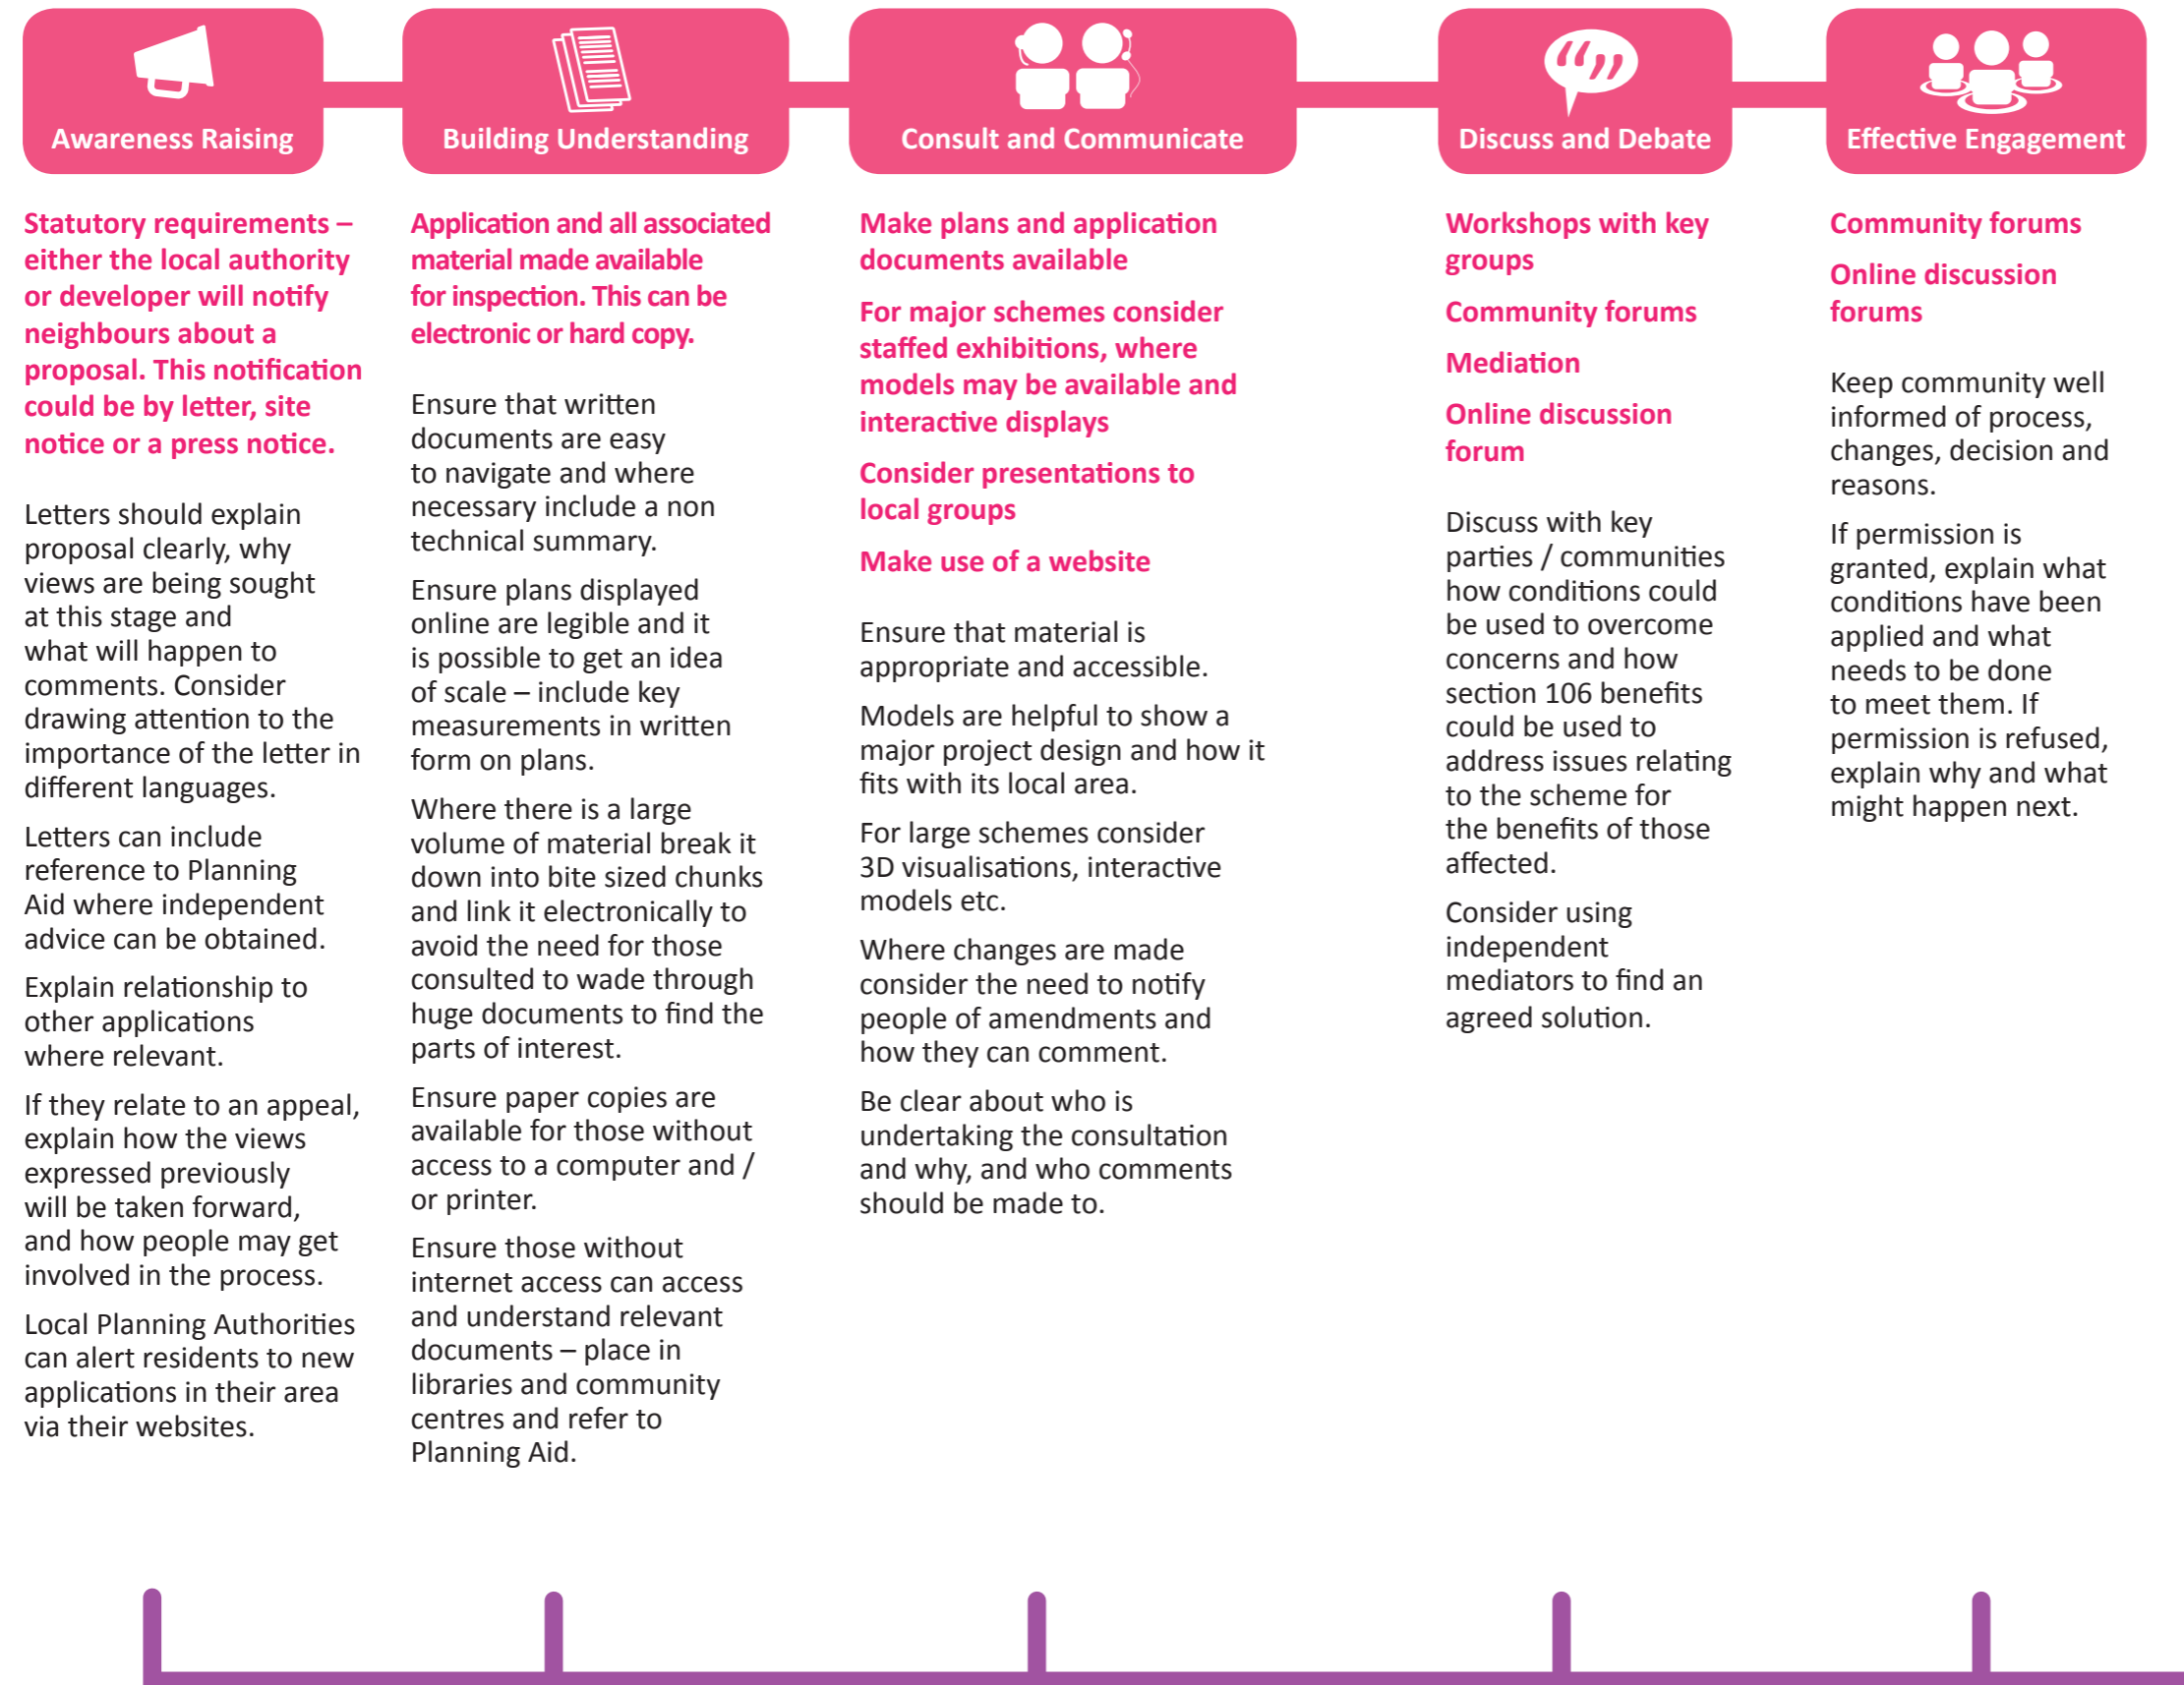 Awareness Raising
Statutory requirements –
either the local authority
or developer will notify
neighbours about a
proposal. This notification
could be by letter, site
notice or a press notice.
Letters should explain
proposal clearly, why
views are being sought
at this stage and
what will happen to
comments. Consider
drawing attention to the
importance of the letter in
different languages.
Letters can include
reference to Planning
Aid where independent
advice can be obtained.
Explain relationship to
other applications
where relevant.
If they relate to an appeal,
explain how the views
expressed previously
will be taken forward,
and how people may get
involved in the process.
Local Planning Authorities
can alert residents to new
applications in their area
via their websites.
Building Understanding
Application and all associated
material made available
for inspection. This can be
electronic or hard copy.
Ensure that written
documents are easy
to navigate and where
necessary include a non
technical summary.
Ensure plans displayed
online are legible and it
is possible to get an idea
of scale – include key
measurements in written
form on plans.
Where there is a large
volume of material break it
down into bite sized chunks
and link it electronically to
avoid the need for those
consulted to wade through
huge documents to find the
parts of interest.
Ensure paper copies are
available for those without
access to a computer and /
or printer.
Ensure those without
internet access can access
and understand relevant
documents – place in
libraries and community
centres and refer to
Planning Aid.
Consult and Communicate
Make plans and application
documents available
For major schemes consider
staffed exhibitions, where
models may be available and
interactive displays
Consider presentations to
local groups
Make use of a website
Ensure that material is
appropriate and accessible.
Models are helpful to show a
major project design and how it
fits with its local area.
For large schemes consider
3D visualisations, interactive
models etc.
Where changes are made
consider the need to notify
people of amendments and
how they can comment.
Be clear about who is
undertaking the consultation
and why, and who comments
should be made to.
Discuss and Debate
Workshops with key
groups
Community forums
Mediation
Online discussion
forum
Discuss with key
parties / communities
how conditions could
be used to overcome
concerns and how
section 106 benefits
could be used to
address issues relating
to the scheme for
the benefits of those
affected.
Consider using
independent
mediators to find an
agreed solution.
Effective Engagement
Community forums
Online discussion
forums
Keep community well
informed of process,
changes, decision and
reasons.
If permission is
granted, explain what
conditions have been
applied and what
needs to be done
to meet them. If
permission is refused,
explain why and what
might happen next.